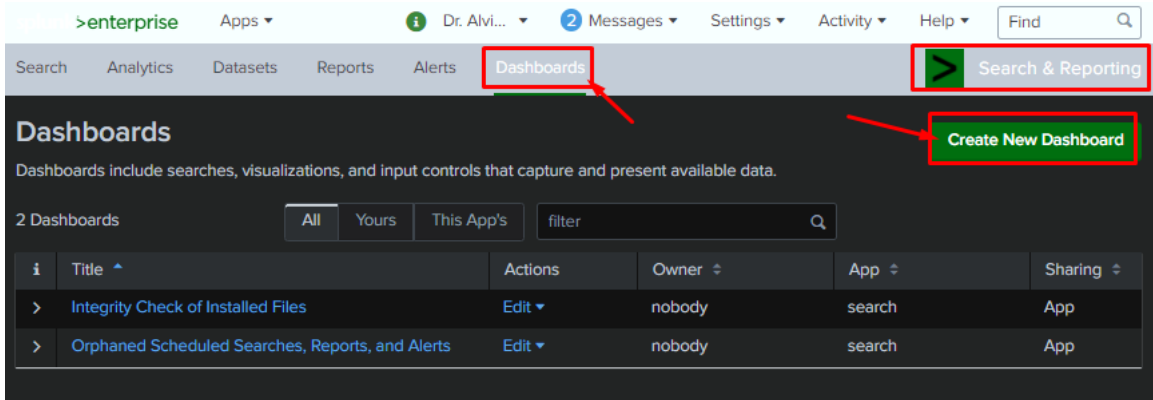 >enterprise Apps i Dr. Alvi... 2 Messages Settings Activity Help Find
Search Analytics Datasets Reports Alerts Dashboards > Search & Reporting
Dashboards
Create New Dashboard
Dashboards include searches, visualizations, and input controls that capture and present available data.
2 Dashboards All Yours This App's filter
i Title Actions Owner App Sharing
> Integrity Check of Installed Files Edit nobody search App
> Orphaned Scheduled Searches, Reports, and Alerts Edit nobody search App